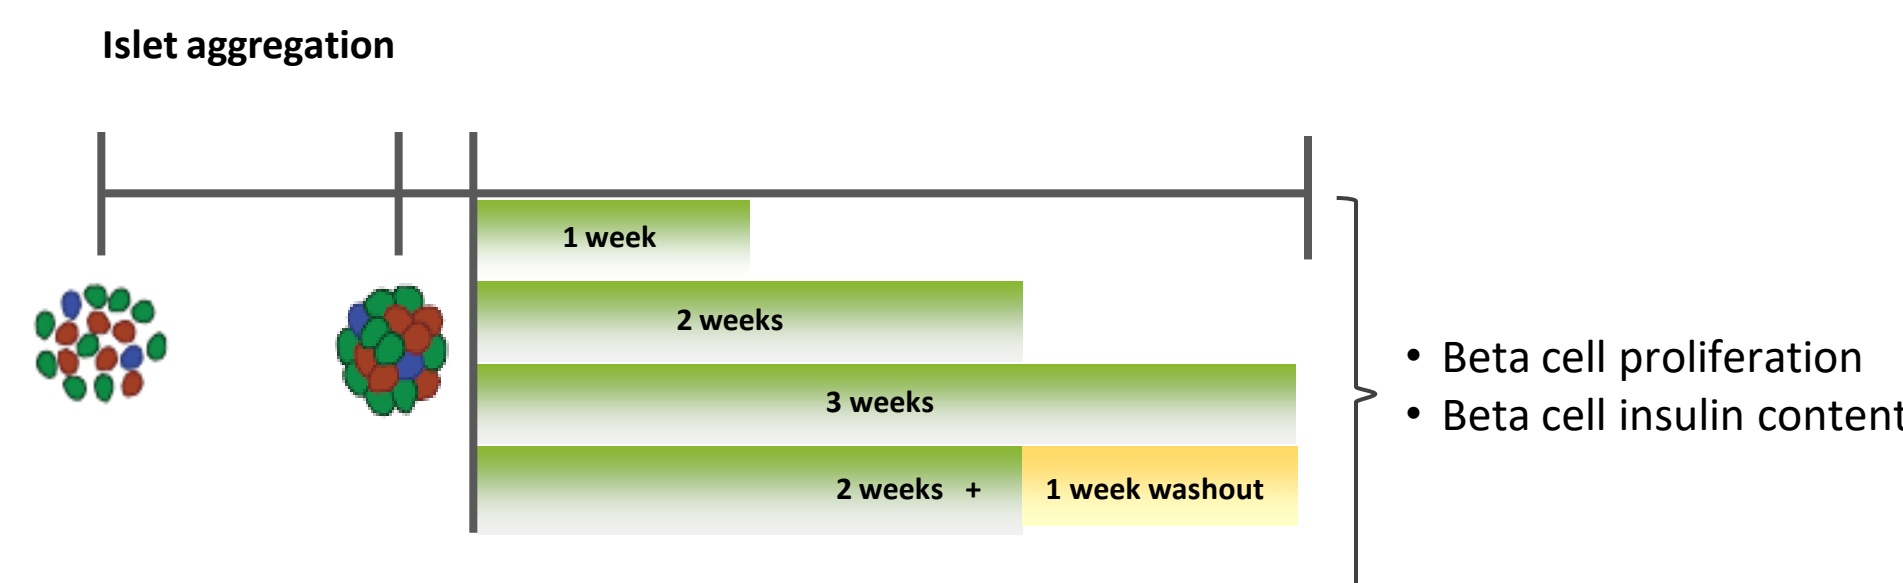 Islet aggregation
1 week
2 weeks
3 weeks
2 weeks + 1 week washout
• Beta cell proliferation
• Beta cell insulin content